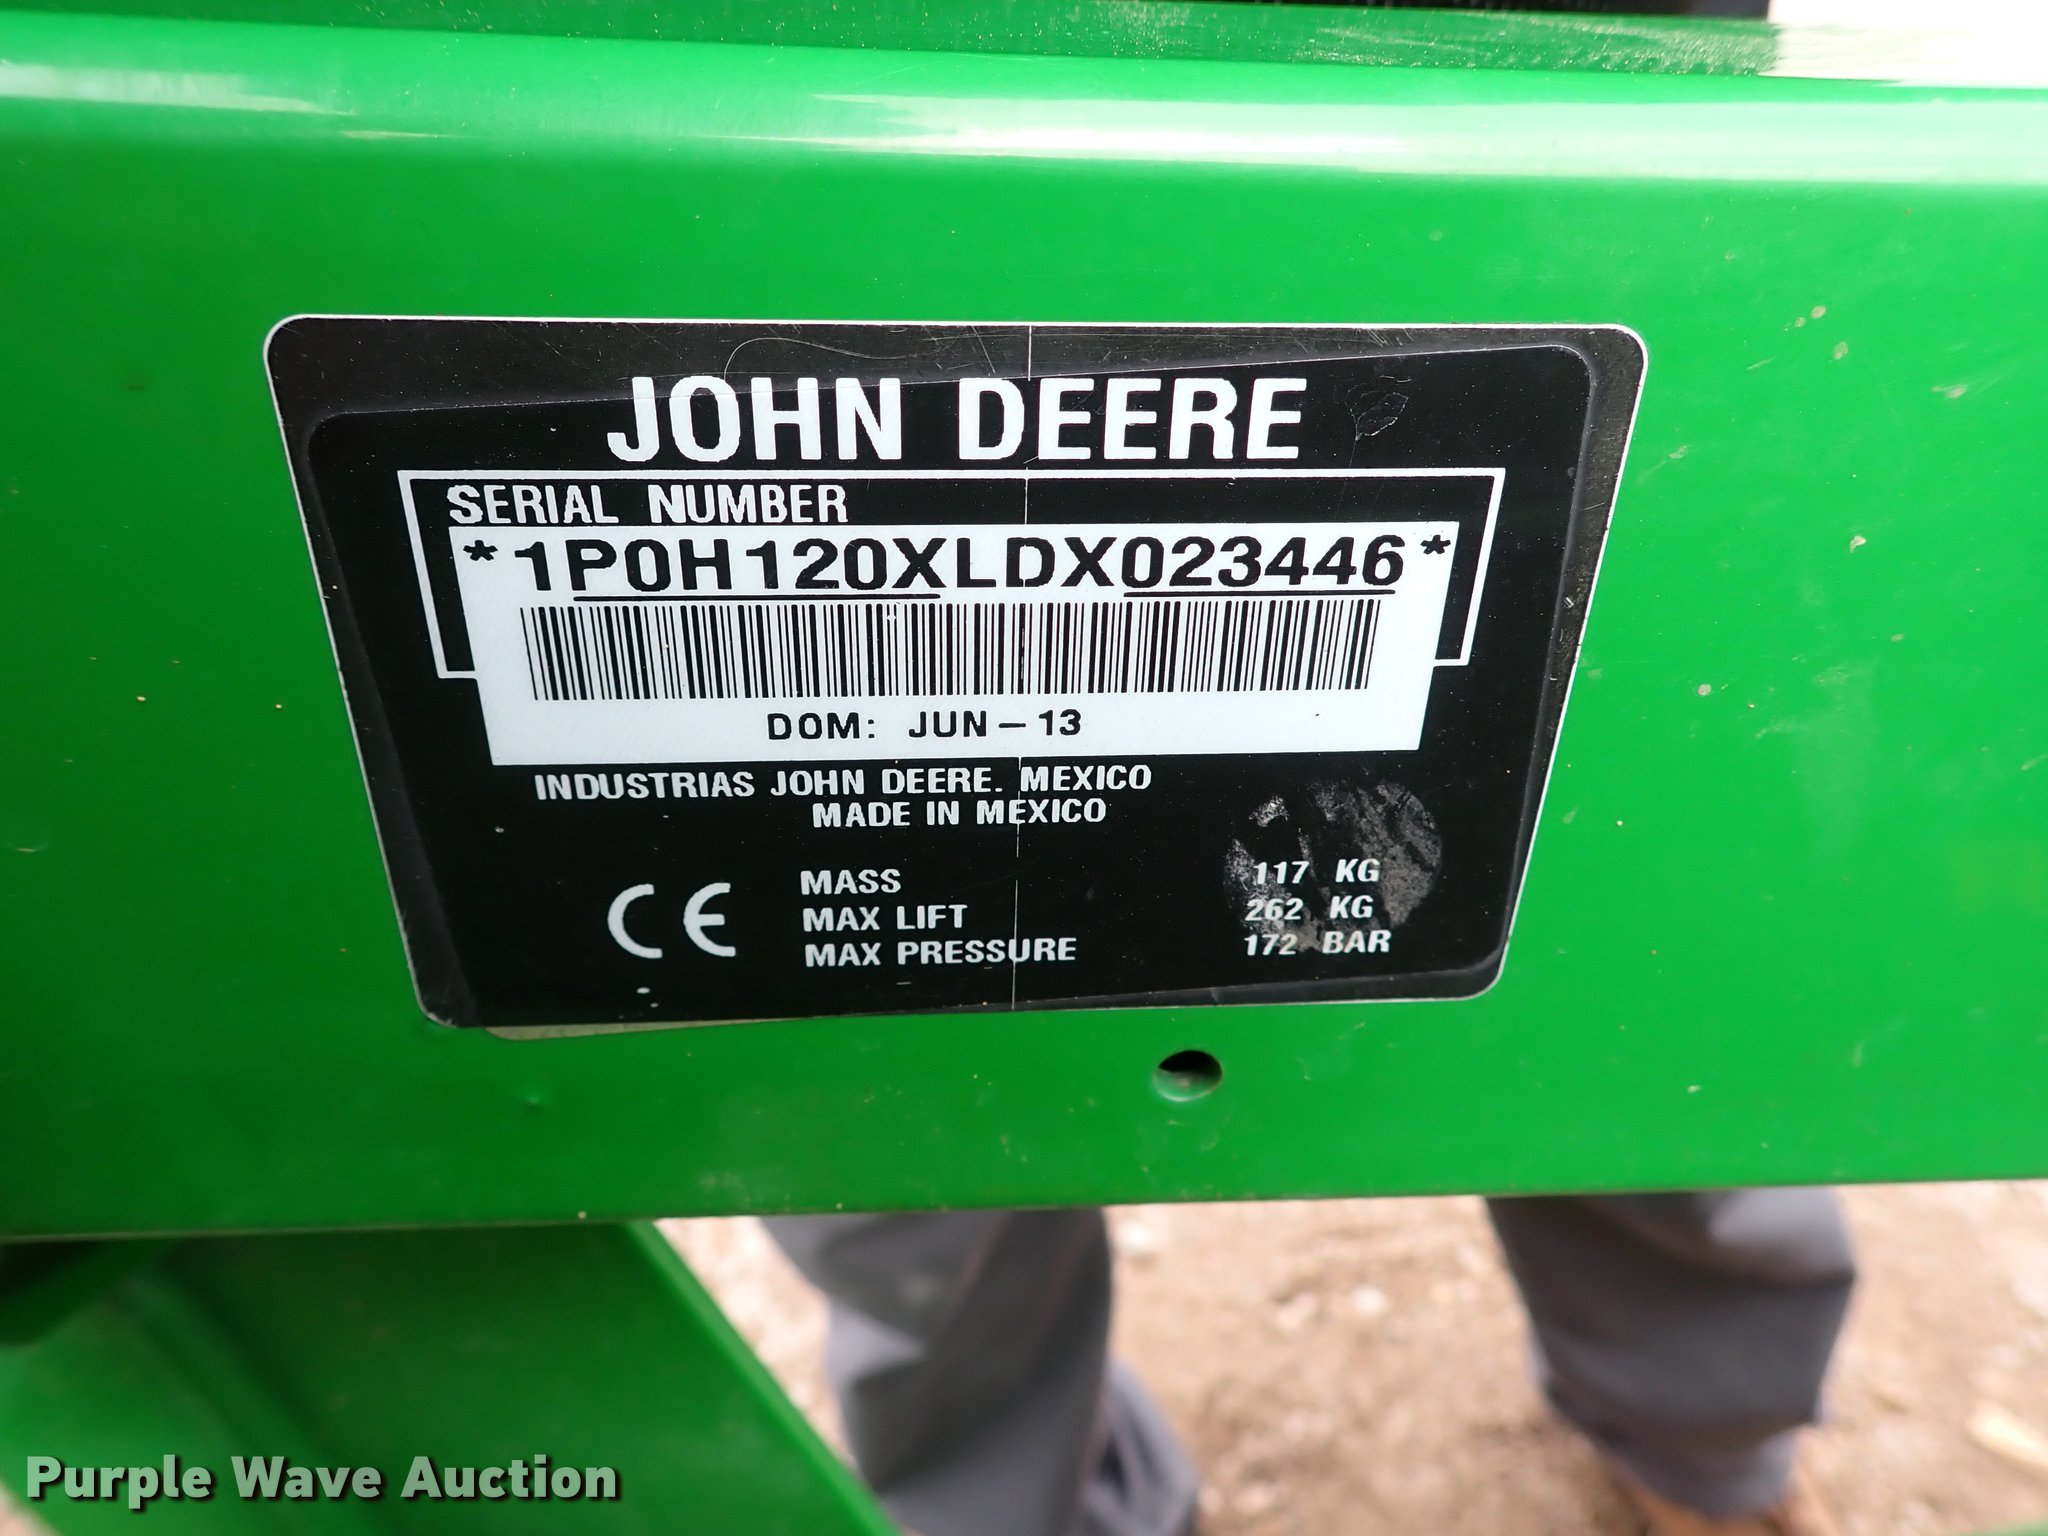 JOHN DEERE
SERIAL NUMBER
*1P0H120XLDX023446*
DOM: JUN-13
INDUSTRIAS JOHN DEERE. MEXICO
MADE IN MEXICO
CE
MASS 117 KG
MAX LIFT 262 KG
MAX PRESSURE 172 BAR
Purple Wave Auction